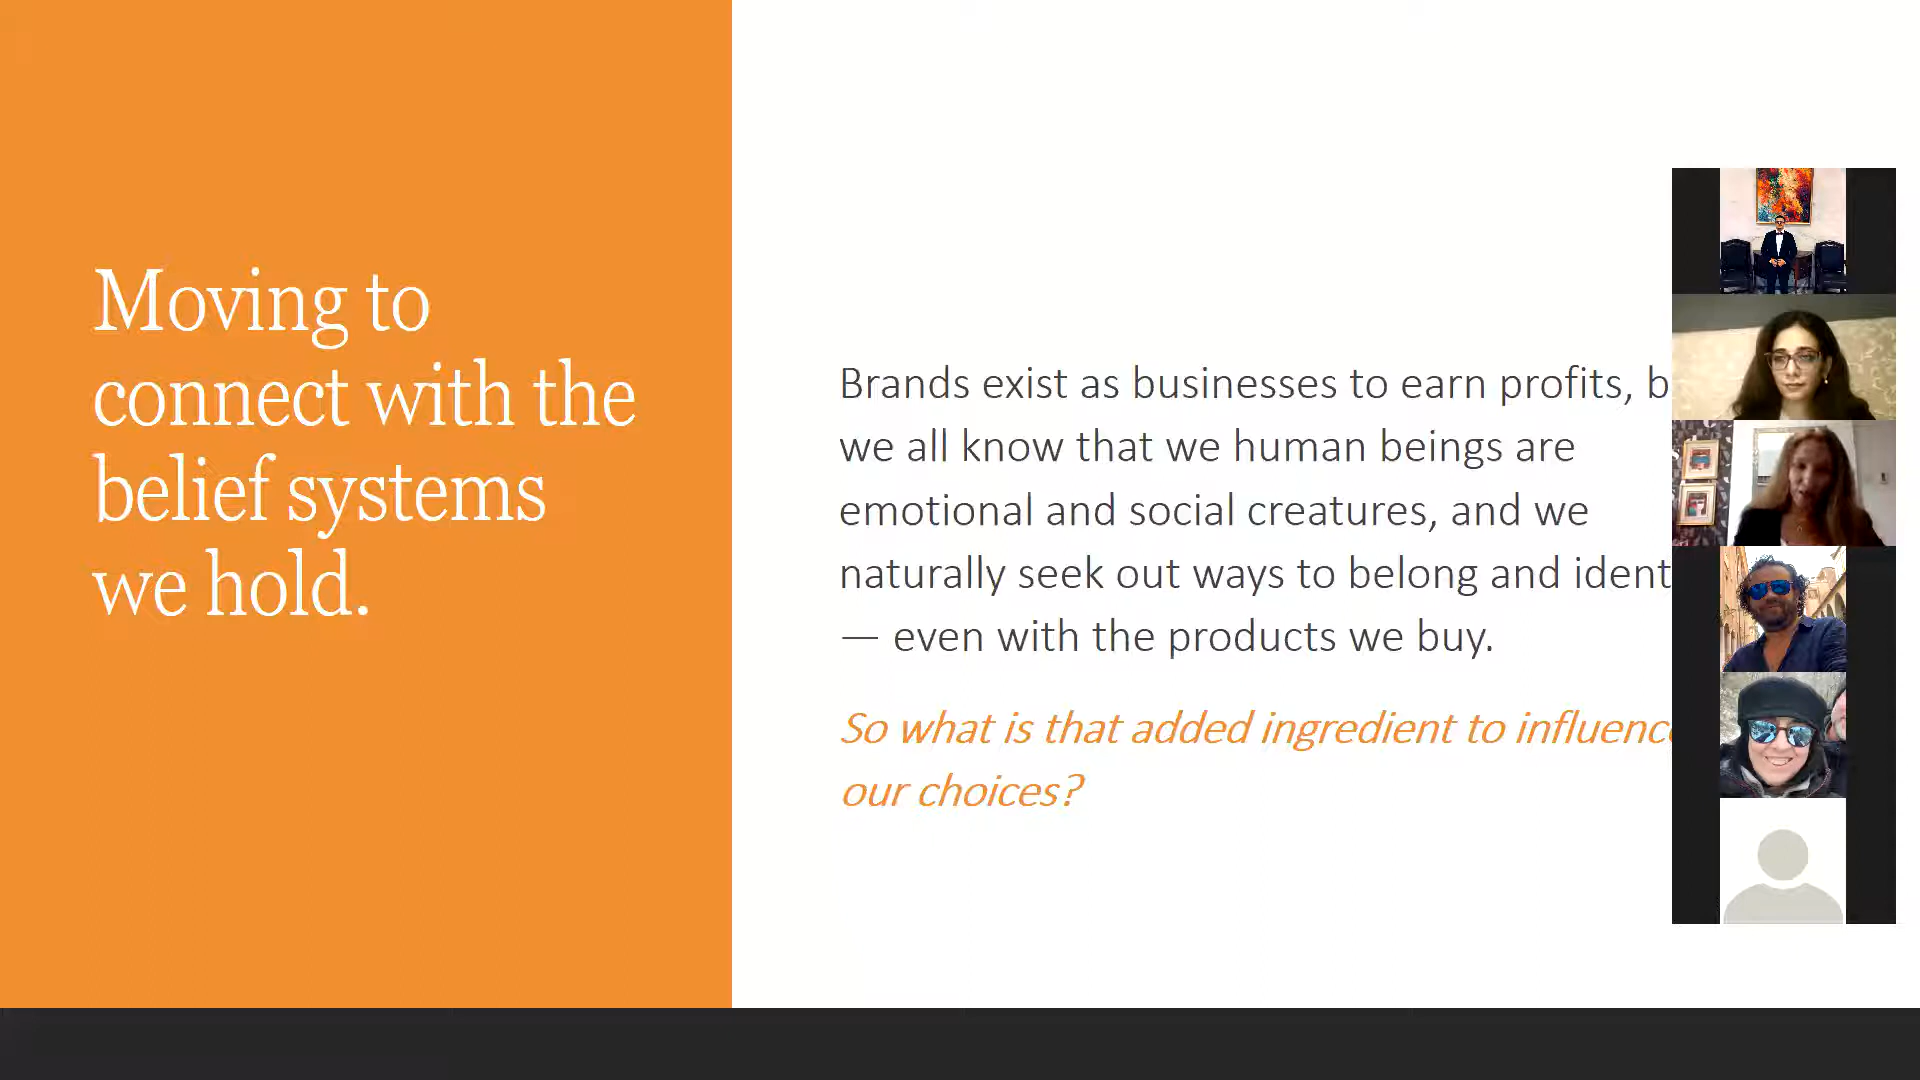 Moving to
connect with the
belief systems
we hold.
Brands exist as businesses to earn profits, b
we all know that we human beings are
emotional and social creatures, and we
naturally seek out ways to belong and ident
— even with the products we buy.
So what is that added ingredient to influenc
our choices?